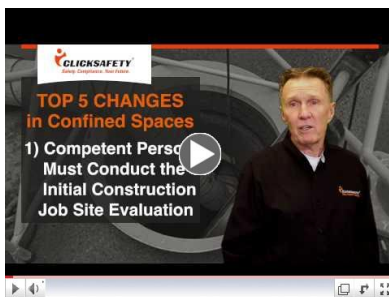 CLICKSAFETY
Safety. Compliance. Your Future.
TOP 5 CHANGES
in Confined Spaces
1) Competent Person
Must Conduct the
Initial Construction
Job Site Evaluation